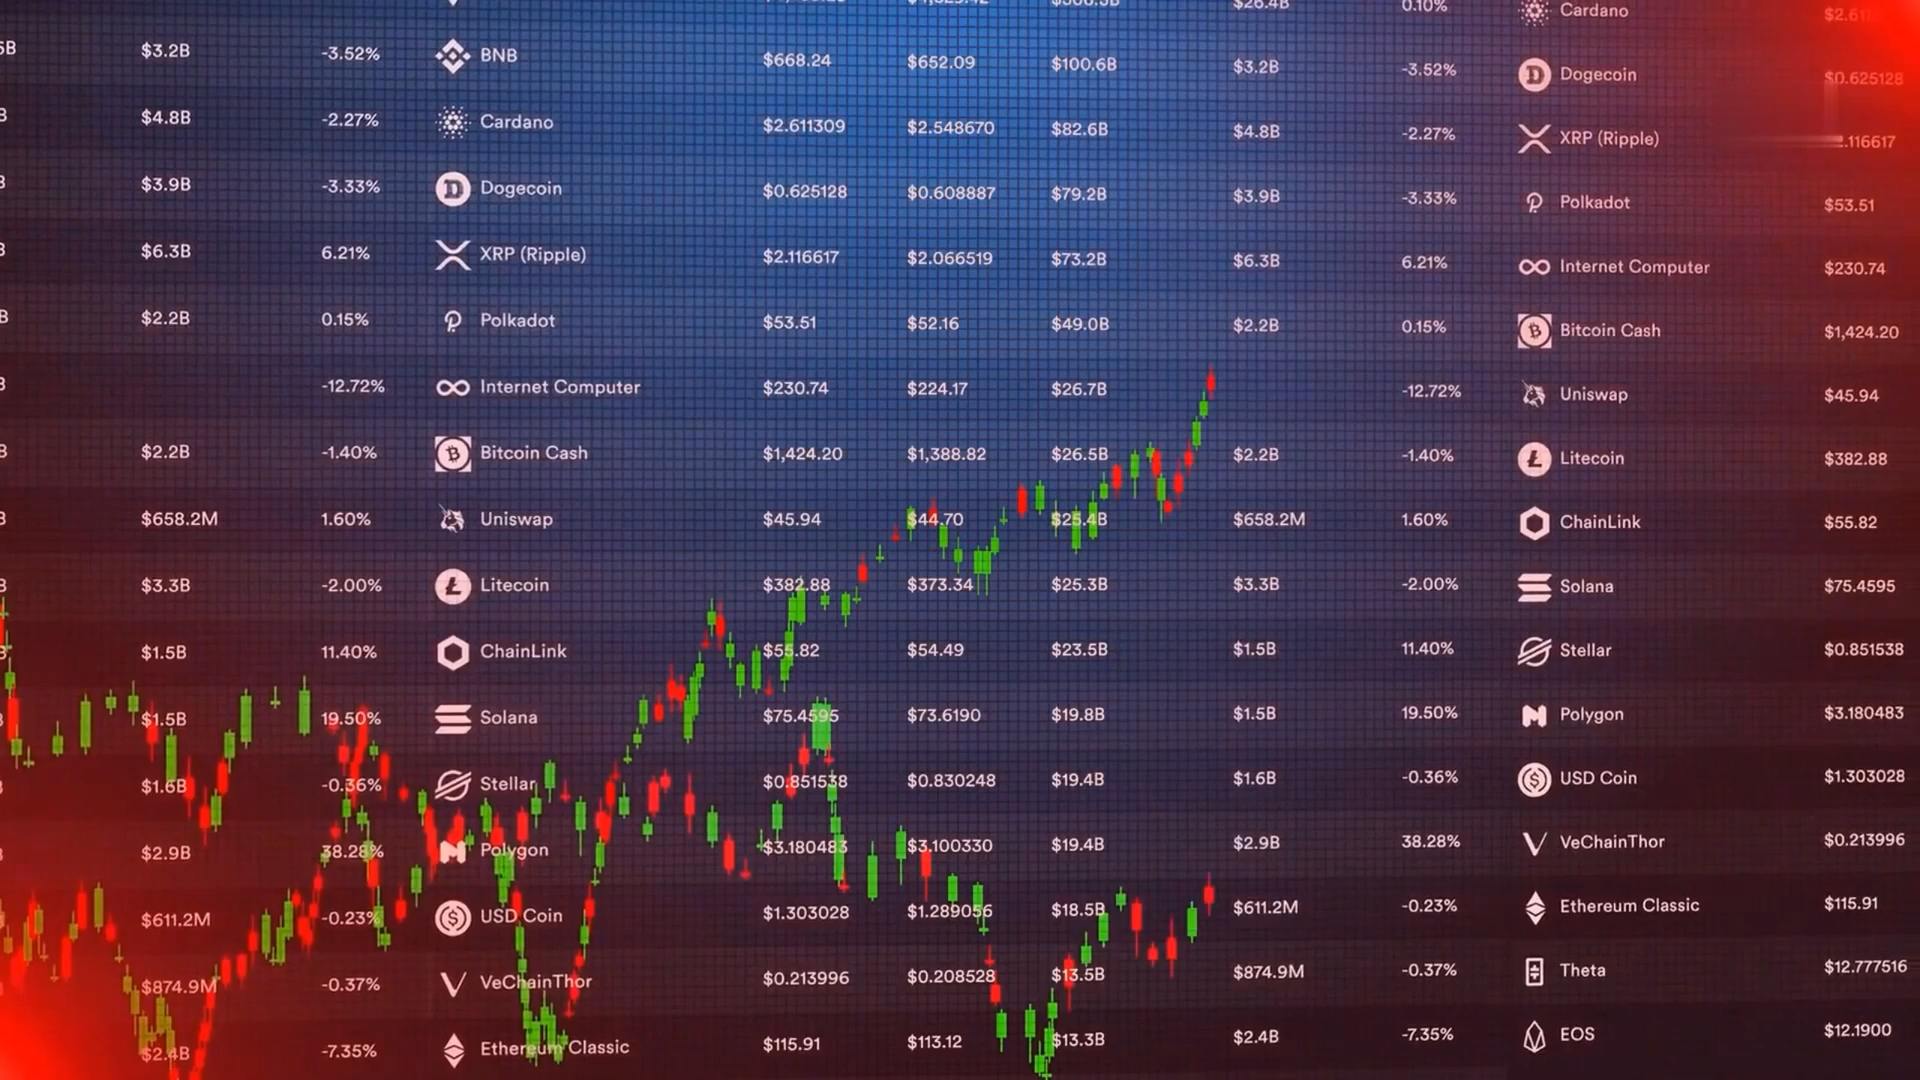 $26.4B 0.10% Cardano
$3.2B -3.52% BNB $668.24 $652.09 $100.6B $3.2B -3.52% Dogecoin $0.625128
$4.8B -2.27% Cardano $2.611309 $2.548670 $82.6B $4.8B -2.27% XRP (Ripple) .116617
$3.9B -3.33% Dogecoin $0.625128 $0.608887 $79.2B $3.9B -3.33% Polkadot $53.51
$6.3B 6.21% XRP (Ripple) $2.116617 $2.066519 $73.2B $6.3B 6.21% Internet Computer $230.74
$2.2B 0.15% Polkadot $53.51 $52.16 $49.0B $2.2B 0.15% Bitcoin Cash $1,424.20
-12.72% Internet Computer $230.74 $224.17 $26.7B -12.72% Uniswap $45.94
$2.2B -1.40% Bitcoin Cash $1,424.20 $1,388.82 $26.5B $2.2B -1.40% Litecoin $382.88
$658.2M 1.60% Uniswap $45.94 $44.70 $25.4B $658.2M 1.60% ChainLink $55.82
$3.3B -2.00% Litecoin $382.88 $373.34 $25.3B $3.3B -2.00% Solana $75.4595
$1.5B 11.40% ChainLink $55.82 $54.49 $23.5B $1.5B 11.40% Stellar $0.851538
$1.5B 19.50% Solana $75.4595 $73.6190 $19.8B $1.5B 19.50% Polygon $3.180483
$1.6B -0.36% Stellar $0.851538 $0.830248 $19.4B $1.6B -0.36% USD Coin $1.303028
$2.9B 38.28% Polygon $3.180483 $3.100330 $19.4B $2.9B 38.28% VeChainThor $0.213996
$611.2M -0.23% USD Coin $1.303028 $1.289056 $18.5B $611.2M -0.23% Ethereum Classic $115.91
$874.9M -0.37% VeChainThor $0.213996 $0.208528 $13.5B $874.9M -0.37% Theta $12.777516
$2.4B -7.35% Ethereum Classic $115.91 $113.12 $13.3B $2.4B -7.35% EOS $12.1900